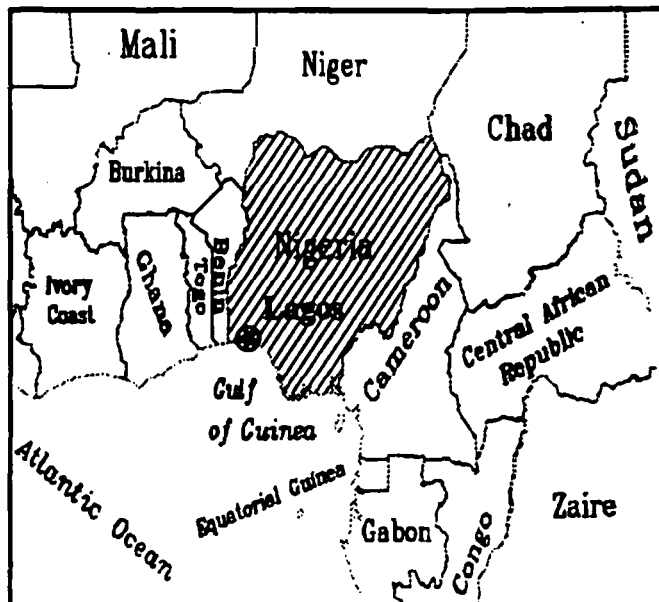 Mali
Niger
Chad
Sudan
Burkina
Nigeria
Benin
Togo
Ghana
Ivory
Coast
Lagos
Cameroon
Central African
Republic
Gulf
of Guinea
Atlantic Ocean
Equatorial Guinea
Gabon
Congo
Zaire